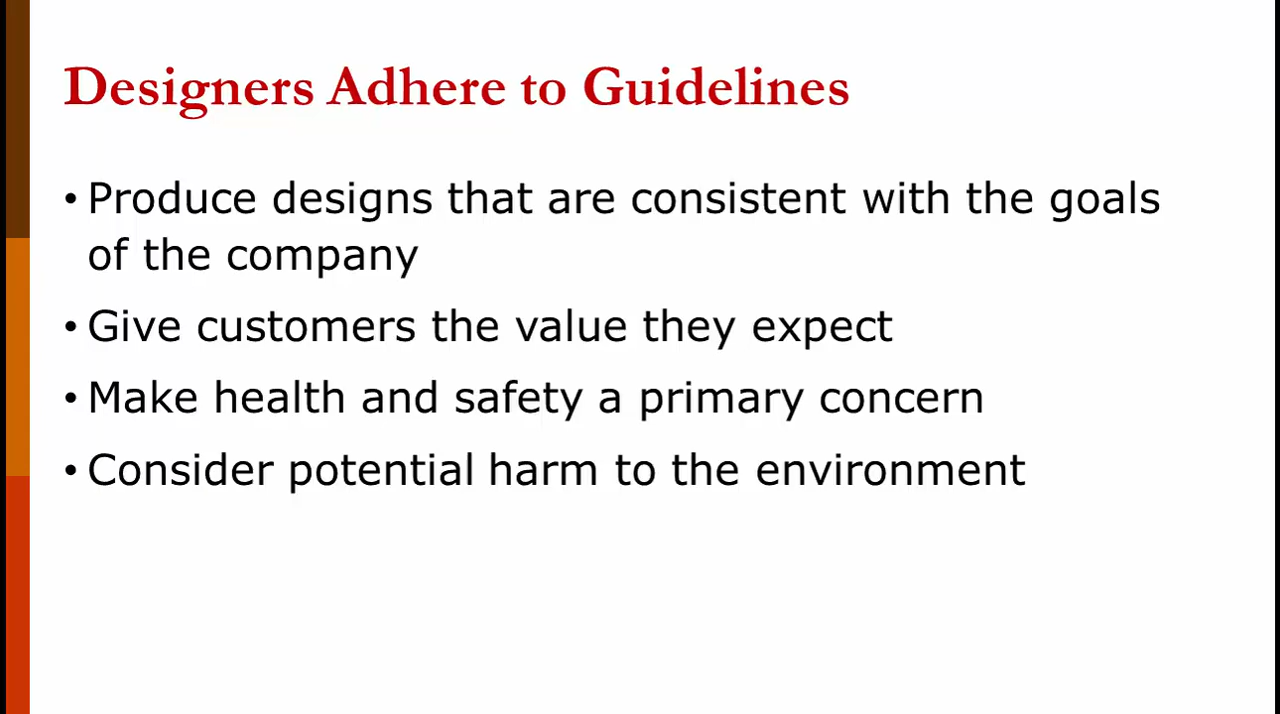 Designers Adhere to Guidelines
• Produce designs that are consistent with the goals
of the company
• Give customers the value they expect
• Make health and safety a primary concern
• Consider potential harm to the environment